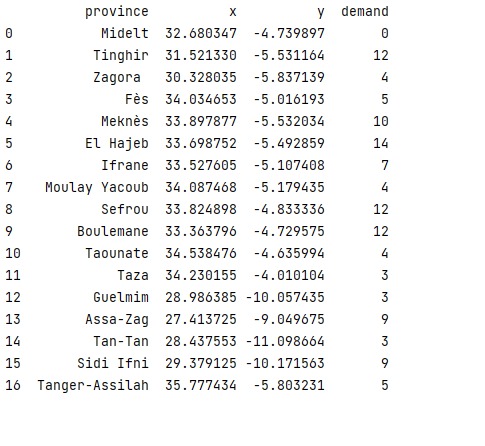 province x y demand
0 Midelt 32.680347 -4.739897 0
1 Tinghir 31.521330 -5.531164 12
2 Zagora 30.328035 -5.837139 4
3 Fès 34.034653 -5.016193 5
4 Meknès 33.897877 -5.532034 10
5 El Hajeb 33.698752 -5.492859 14
6 Ifrane 33.527605 -5.107408 7
7 Moulay Yacoub 34.087468 -5.179435 4
8 Sefrou 33.824898 -4.833336 12
9 Boulemane 33.363796 -4.729575 12
10 Taounate 34.538476 -4.635994 4
11 Taza 34.230155 -4.010104 3
12 Guelmim 28.986385 -10.057435 3
13 Assa-Zag 27.413725 -9.049675 9
14 Tan-Tan 28.437553 -11.098664 3
15 Sidi Ifni 29.379125 -10.171563 9
16 Tanger-Assilah 35.777434 -5.803231 5